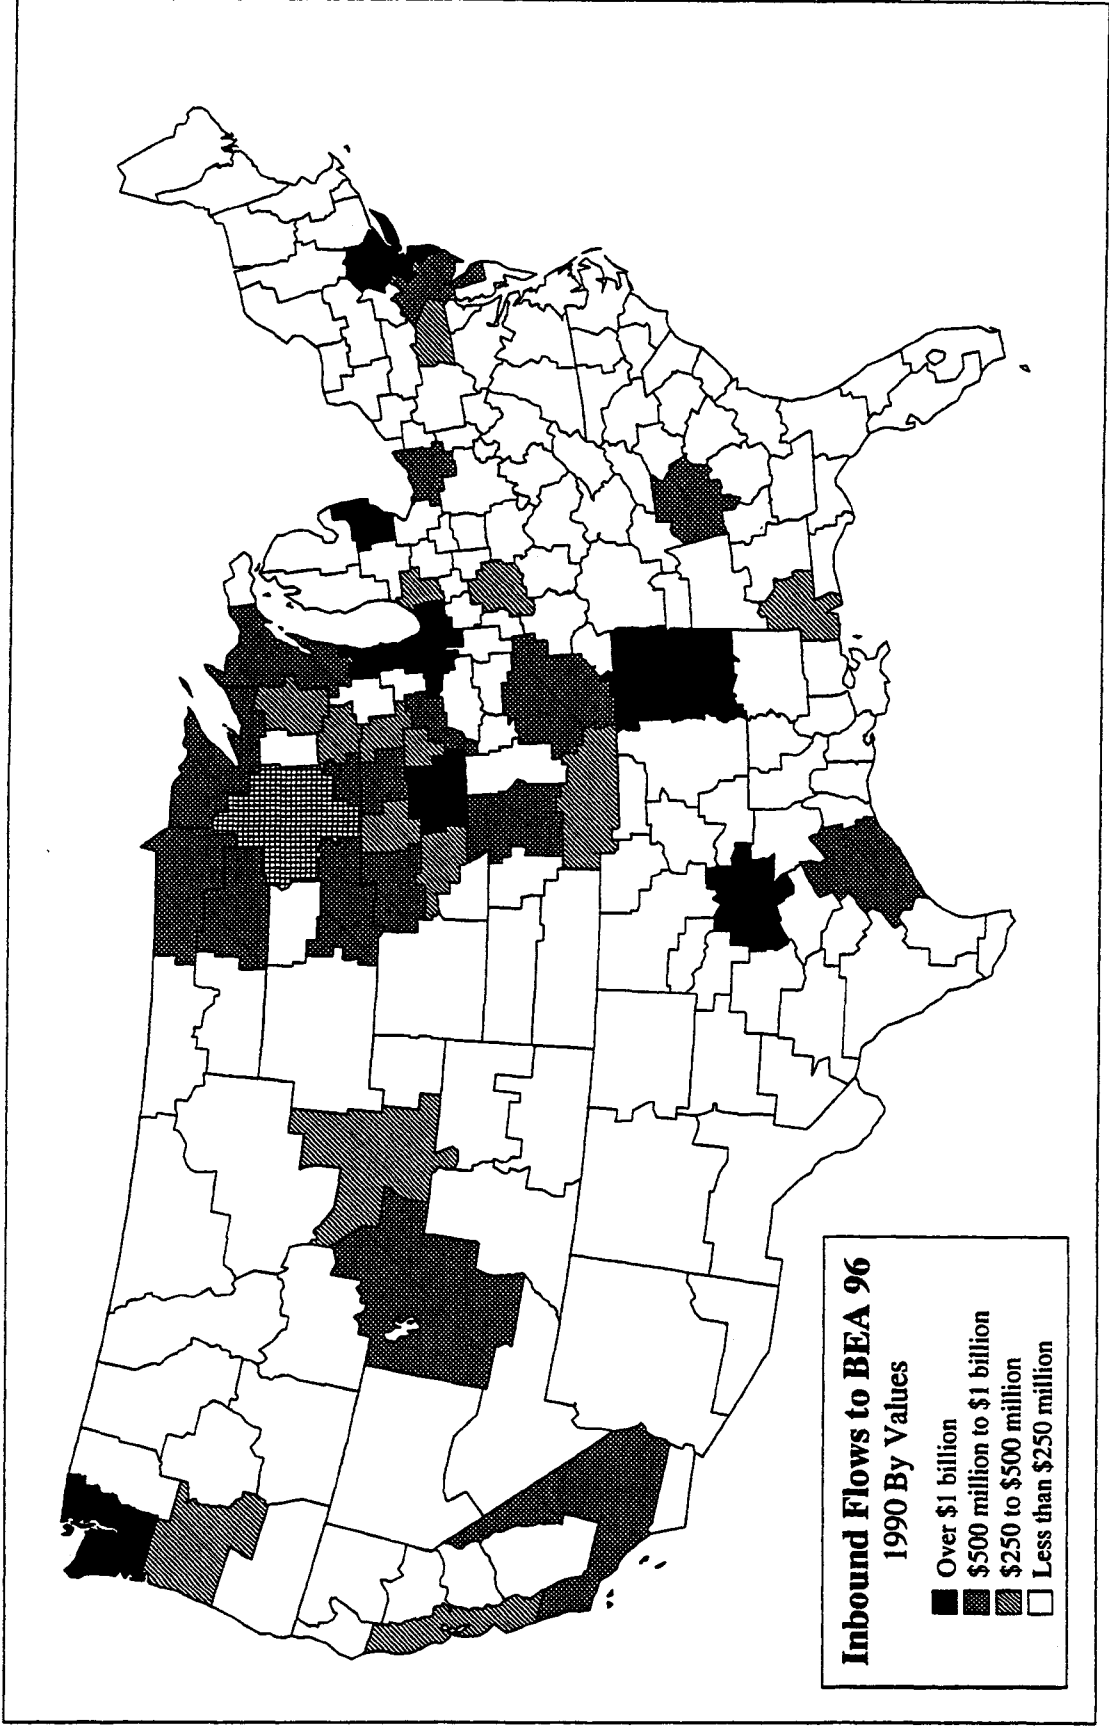 Inbound Flows to BEA 96
1990 By Values
Over $1 billion
$500 million to $1 billion
$250 to $500 million
Less than $250 million